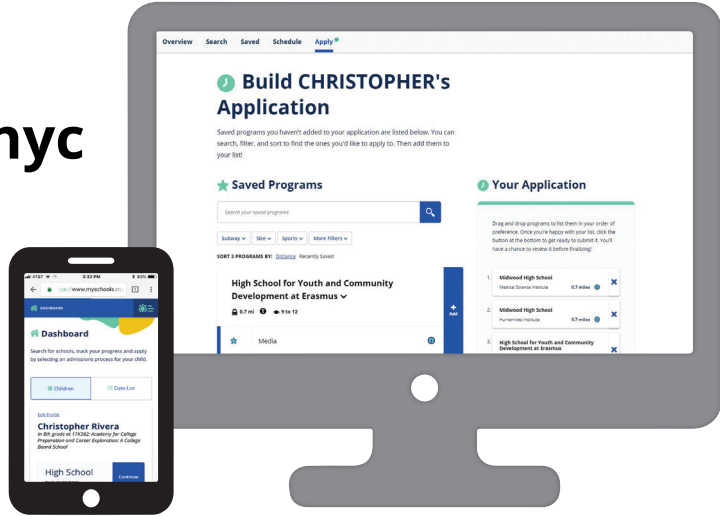 nyc
Overview Search Saved Schedule Apply
Build CHRISTOPHER's
Application
Saved programs you haven't added to your application are listed below. You can
search, filter, and sort to find the ones you'd like to apply to. Then add them to
your list!
Saved Programs
Search your saved programs
Subway Size Sports More Filters
SORT 3 PROGRAMS BY: Distance Recently Saved
High School for Youth and Community
Development at Erasmus
0.7 mi 9 to 12
Add
Media
Your Application
Drag and drop programs to list them in your order of
preference. Once you're happy with your list, click the
button at the bottom to get ready to submit it. You'll
have a chance to review it before finalizing!
1. Midwood High School
Medical Science Institute 0.7 miles
2. Midwood High School
Humanities Institute 0.7 miles
3. High School for Youth and Community
Development at Erasmus
AT&T 3:32 PM 83%
www.myschools.ny
1
DASHBOARD
Dashboard
Search for schools, track your progress and apply
by selecting an admissions process for your child.
Children Date List
Edit Profile
Christopher Rivera
in 8th grade at 17K382: Academy for College
Preparation and Career Exploration: A College
Board School
High School
Continue